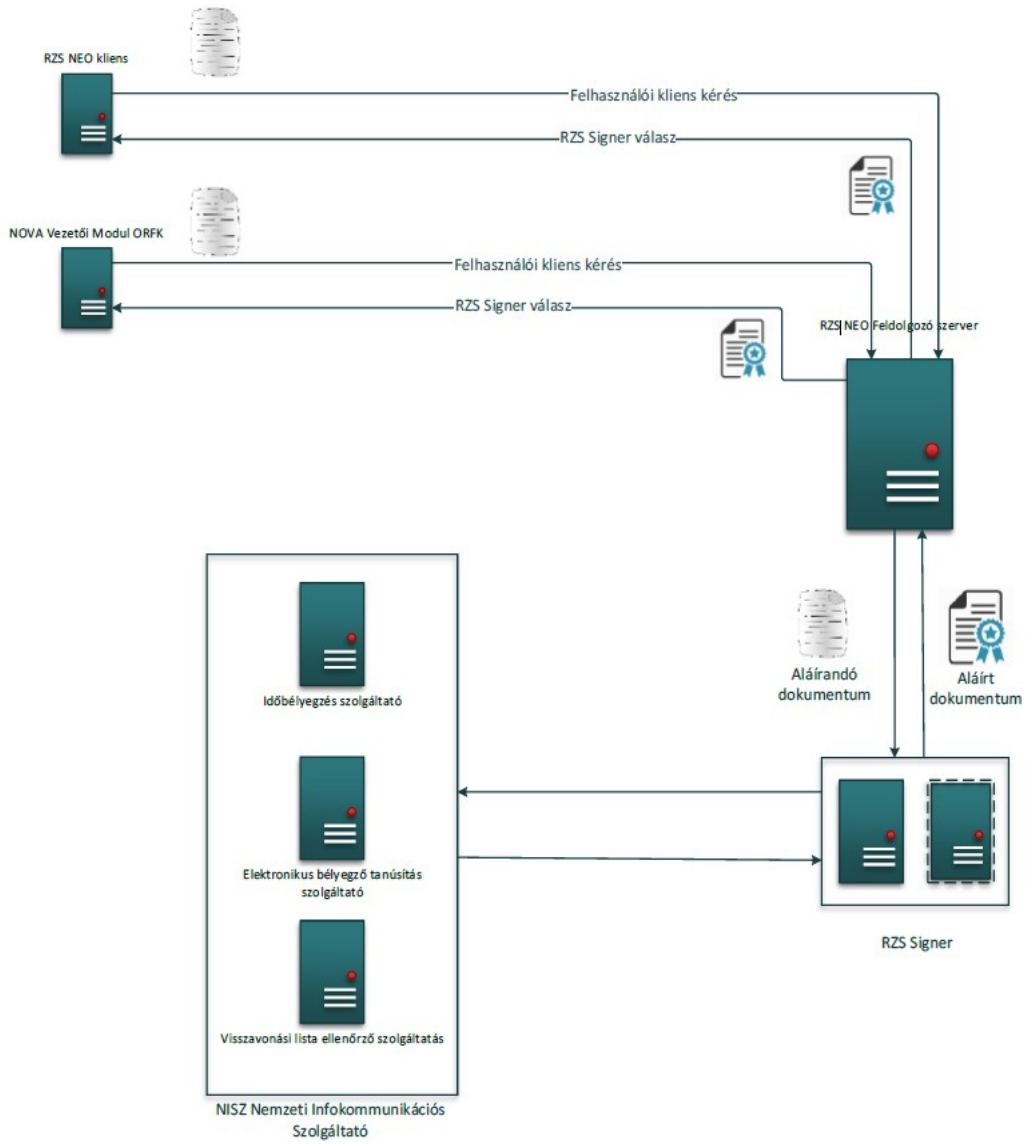 RZS NEO kliens
Felhasználói kliens kérés
RZS Signer válasz
NOVA Vezetői Modul ORFK
Felhasználói kliens kérés
RZS Signer válasz
RZS NEO Feldolgozó szerver
Aláírandó
dokumentum
Aláírt
dokumentum
Időbélyegzés szolgáltató
Elektronikus bélyegző tanúsítás
szolgáltató
Visszavonási lista ellenőrző szolgáltatás
RZS Signer
NISZ Nemzeti Infokommunikációs
Szolgáltató